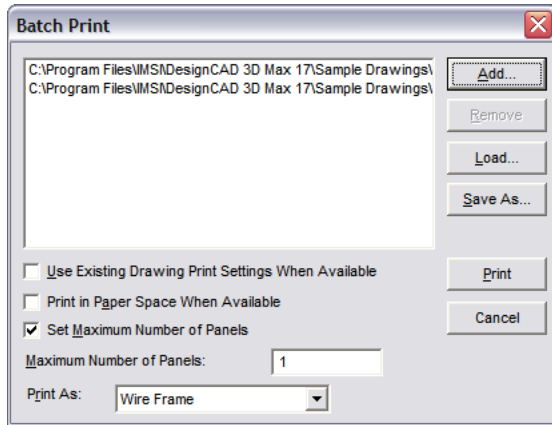 Batch Print
C:\Program Files\IMSI\DesignCAD 3D Max 17\Sample Drawings\
C:\Program Files\IMSI\DesignCAD 3D Max 17\Sample Drawings\
Add...
Remove
Load...
Save As...
Use Existing Drawing Print Settings When Available
Print
Print in Paper Space When Available
Cancel
Set Maximum Number of Panels
Maximum Number of Panels: 1
Print As: Wire Frame